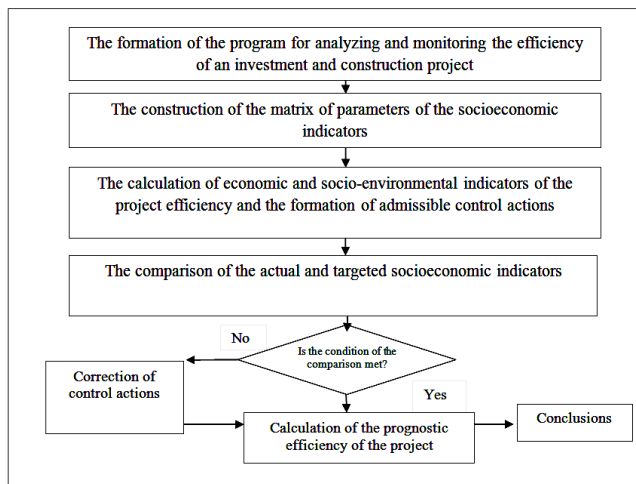 The formation of the program for analyzing and monitoring the efficiency
of an investment and construction project
The construction of the matrix of parameters of the socioeconomic
indicators
The calculation of economic and socio-environmental indicators of the
project efficiency and the formation of admissible control actions
The comparison of the actual and targeted socioeconomic indicators
No
Is the condition of the
comparison met?
Correction of
control actions
Yes
Calculation of the prognostic
efficiency of the project
Conclusions